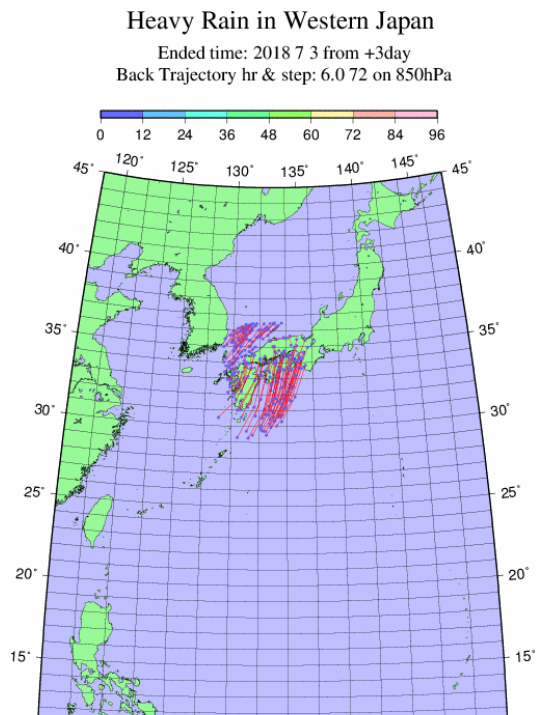 Heavy Rain in Western Japan
Ended time: 2018 7 3 from +3day
Back Trajectory hr & step: 6.0 72 on 850hPa
0 12 24 36 48 60 72 84 96
120° 125° 130° 135° 140° 145°
45° 45°
40° 40°
35° 35°
30° 30°
25° 25°
20° 20°
15° 15°